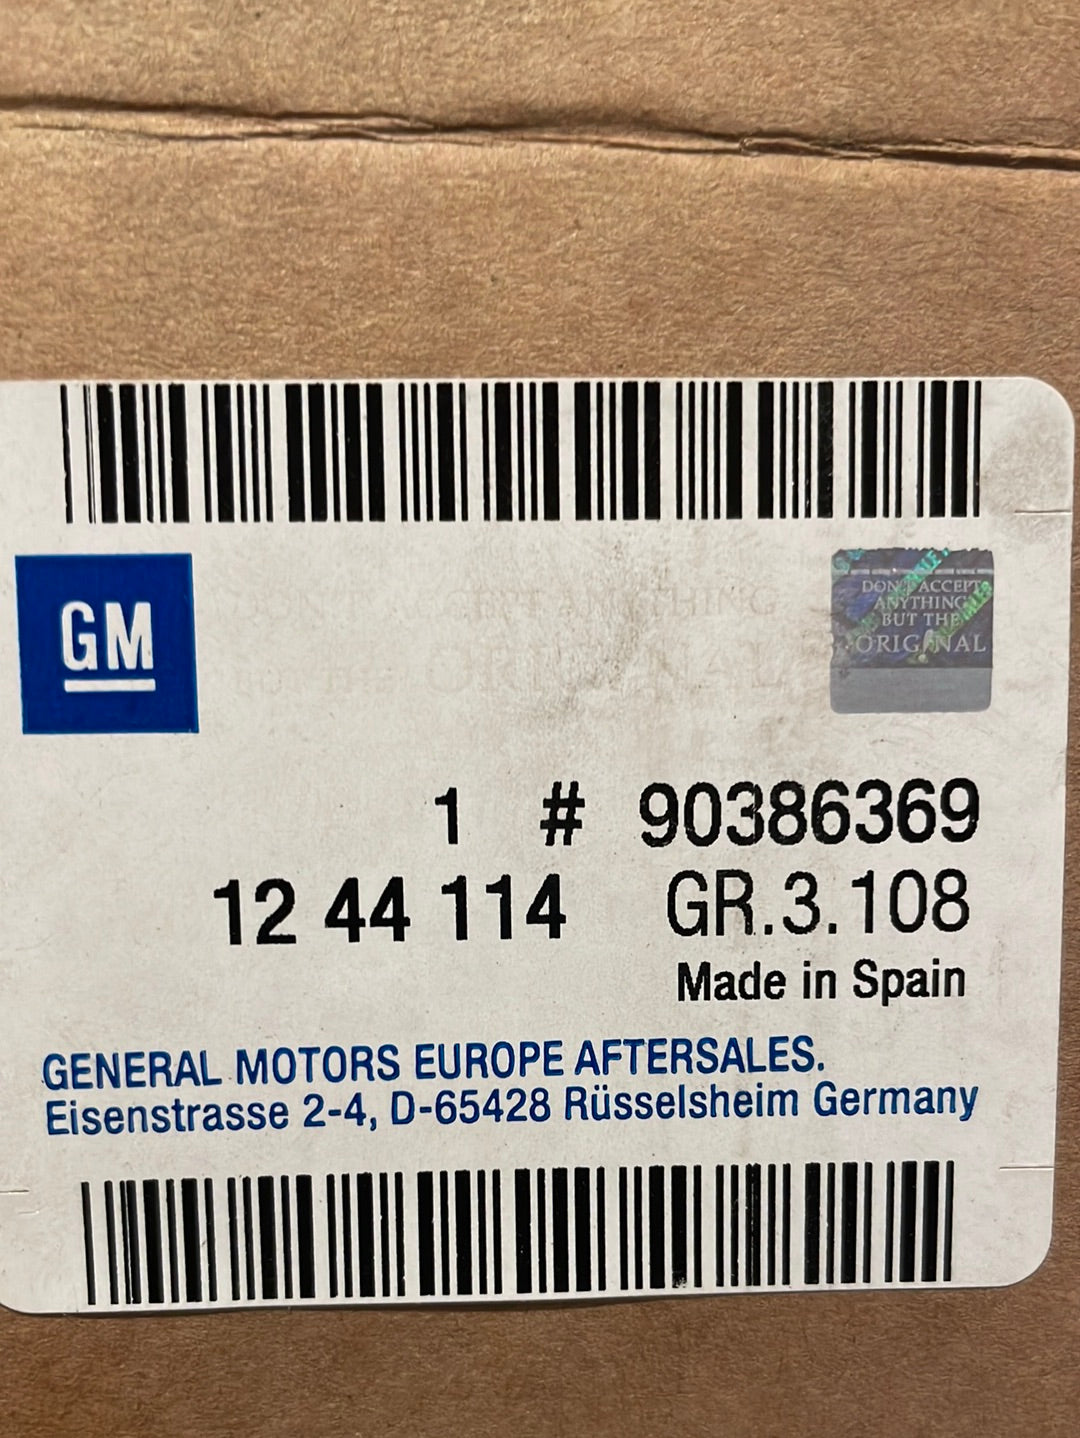 GM
DON'T ACCEPT
ANYTHING
BUT THE
ORIGINAL
1 # 90386369
12 44 114 GR.3.108
Made in Spain
GENERAL MOTORS EUROPE AFTERSALES.
Eisenstrasse 2-4, D-65428 Rüsselsheim Germany